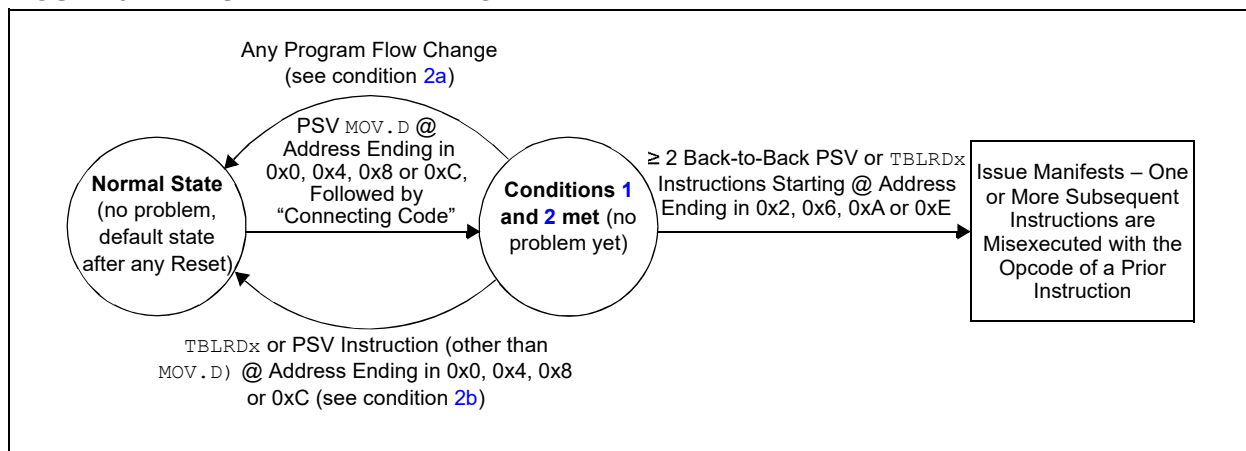 Any Program Flow Change
(see condition 2a)
PSV MOV.D @
Address Ending in
0x0, 0x4, 0x8 or 0xC,
Followed by
“Connecting Code”
Normal State
(no problem,
default state
after any Reset)
Conditions 1
and 2 met (no
problem yet)
≥ 2 Back-to-Back PSV or TBLRDx
Instructions Starting @ Address
Ending in 0x2, 0x6, 0xA or 0xE
Issue Manifests – One
or More Subsequent
Instructions are
Misexecuted with the
Opcode of a Prior
Instruction
TBLRDx or PSV Instruction (other than
MOV.D) @ Address Ending in 0x0, 0x4, 0x8
or 0xC (see condition 2b)